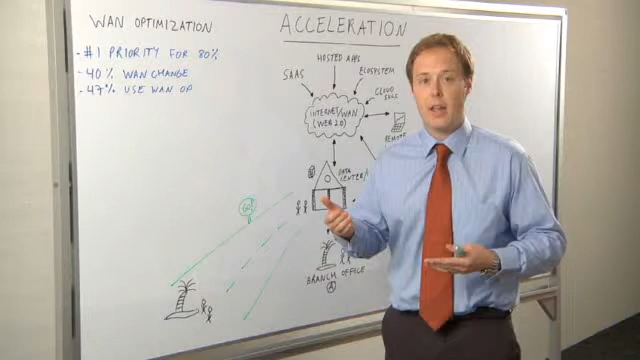 WAN OPTIMIZATION
- #1 PRIORITY FOR 80%
- 40% WAN CHANGE
- 47% USE WAN OP
ACCELERATION
HOSTED APPS
SAAS
ECOSYSTEM
CLOUD
INTERNET/WAN
(WEB 2.0)
REMOTE
DATA
CENTER/
BRANCH OFFICE
A